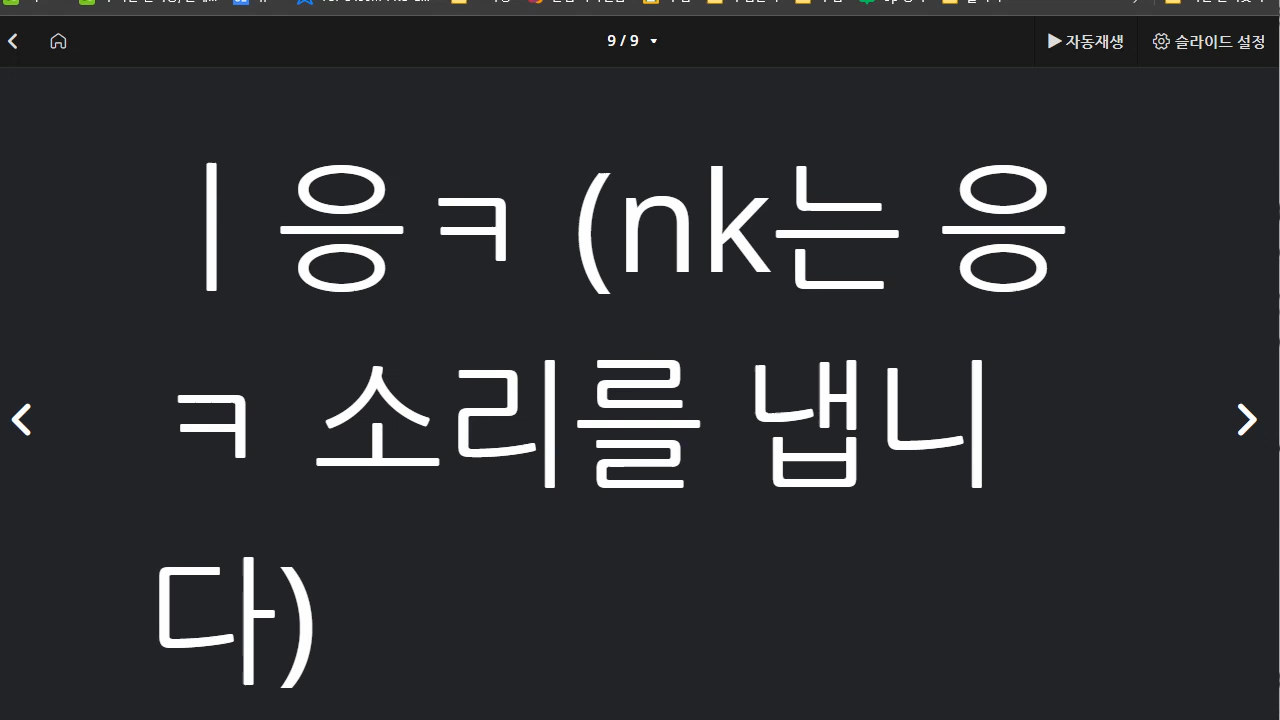 9 / 9
자동재생
슬라이드 설정
ㅣ응ㅋ (nk는 응
ㅋ 소리를 냅니
다)